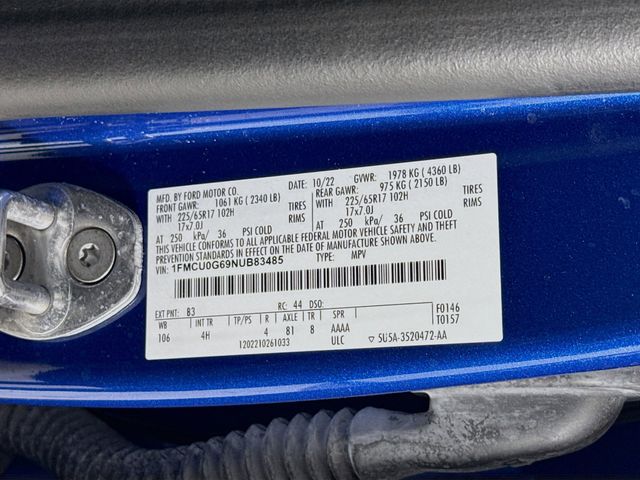 MFD. BY FORD MOTOR CO.
DATE: 10/22 GVWR: 1978 KG ( 4360 LB)
FRONT GAWR: 1061 KG ( 2340 LB) REAR GAWR: 975 KG ( 2150 LB)
WITH 225/65R17 102H TIRES WITH 225/65R17 102H TIRES
17x7.0J RIMS 17x7.0J RIMS
AT 250 kPa/ 36 PSI COLD AT 250 kPa/ 36 PSI COLD
THIS VEHICLE CONFORMS TO ALL APPLICABLE FEDERAL MOTOR VEHICLE SAFETY AND THEFT
PREVENTION STANDARDS IN EFFECT ON THE DATE OF MANUFACTURE SHOWN ABOVE.
VIN: 1FMCU0G69NUB83485 TYPE: MPV
EXT PNT: B3 RC: 44 DSO: F0146
WB INT TR TP/PS R AXLE TR SPR T0157
106 4H 4 81 8 AAAA
1202210261033 ULC ▽ 5U5A-3520472-AA